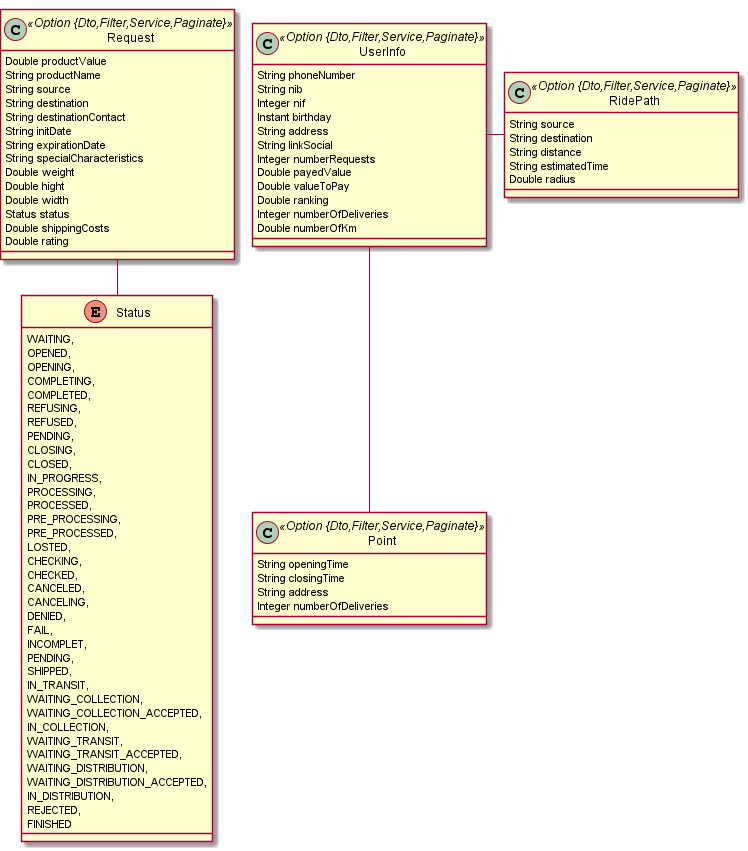 C «Option {Dto,Filter,Service,Paginate}»
Request
Double productValue
String productName
String source
String destination
String destinationContact
String initDate
String expirationDate
String specialCharacteristics
Double weight
Double hight
Double width
Status status
Double shippingCosts
Double rating
C «Option {Dto,Filter,Service,Paginate}»
UserInfo
String phoneNumber
String nib
Integer nif
Instant birthday
String address
String linkSocial
Integer numberRequests
Double payedValue
Double valueToPay
Double ranking
Integer numberOfDeliveries
Double numberOfKm
C «Option {Dto,Filter,Service,Paginate}»
RidePath
String source
String destination
String distance
String estimatedTime
Double radius
E Status
WAITING,
OPENED,
OPENING,
COMPLETING,
COMPLETED,
REFUSING,
REFUSED,
PENDING,
CLOSING,
CLOSED,
IN_PROGRESS,
PROCESSING,
PROCESSED,
PRE_PROCESSING,
PRE_PROCESSED,
LOSTED,
CHECKING,
CHECKED,
CANCELED,
CANCELING,
DENIED,
FAIL,
INCOMPLET,
PENDING,
SHIPPED,
IN_TRANSIT,
WAITING_COLLECTION,
WAITING_COLLECTION_ACCEPTED,
IN_COLLECTION,
WAITING_TRANSIT,
WAITING_TRANSIT_ACCEPTED,
WAITING_DISTRIBUTION,
WAITING_DISTRIBUTION_ACCEPTED,
IN_DISTRIBUTION,
REJECTED,
FINISHED
C «Option {Dto,Filter,Service,Paginate}»
Point
String openingTime
String closingTime
String address
Integer numberOfDeliveries